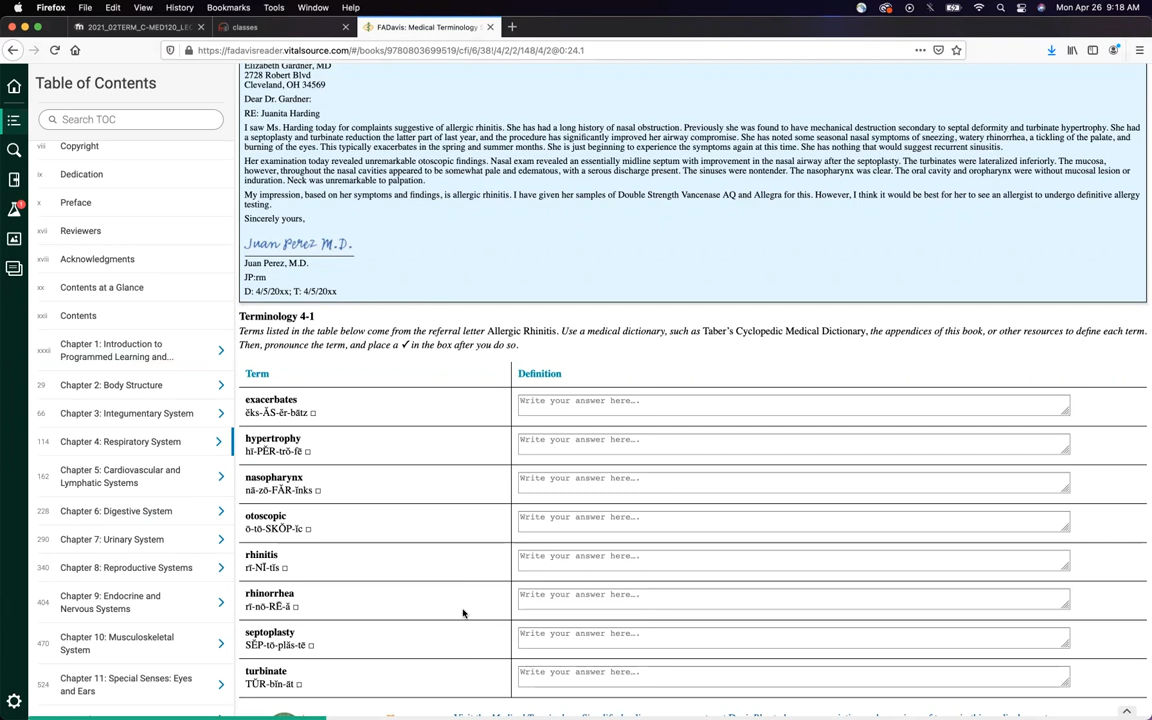 Firefox File Edit View History Bookmarks Tools Window Help Mon Apr 26 9:18 AM
2021_02TERM_C-MED120_LEC × classes × FADavis: Medical Terminology × +
https://fadavisreader.vitalsource.com/#/books/9780803699519/cfi/6/38!/4/2/2/148/4/2@0:24.1
Table of Contents
Search TOC
viii Copyright
ix Dedication
x Preface
xvii Reviewers
xviii Acknowledgments
xx Contents at a Glance
xxii Contents
xxxi Chapter 1: Introduction to
Programmed Learning and...
29 Chapter 2: Body Structure
66 Chapter 3: Integumentary System
114 Chapter 4: Respiratory System
162 Chapter 5: Cardiovascular and
Lymphatic Systems
228 Chapter 6: Digestive System
290 Chapter 7: Urinary System
340 Chapter 8: Reproductive Systems
404 Chapter 9: Endocrine and
Nervous Systems
470 Chapter 10: Musculoskeletal
System
524 Chapter 11: Special Senses: Eyes
and Ears
1
Elizabeth Gardner, MD
2728 Robert Blvd
Cleveland, OH 34569
Dear Dr. Gardner:
RE: Juanita Harding
I saw Ms. Harding today for complaints suggestive of allergic rhinitis. She has had a long history of nasal obstruction. Previously she was found to have mechanical destruction secondary to septal deformity and turbinate hypertrophy. She had
a septoplasty and turbinate reduction the latter part of last year, and the procedure has significantly improved her airway compromise. She has noted some seasonal nasal symptoms of sneezing, watery rhinorrhea, a tickling of the palate, and
burning of the eyes. This typically exacerbates in the spring and summer months. She is just beginning to experience the symptoms again at this time. She has nothing that would suggest recurrent sinusitis.
Her examination today revealed unremarkable otoscopic findings. Nasal exam revealed an essentially midline septum with improvement in the nasal airway after the septoplasty. The turbinates were lateralized inferiorly. The mucosa,
however, throughout the nasal cavities appeared to be somewhat pale and edematous, with a serous discharge present. The sinuses were nontender. The nasopharynx was clear. The oral cavity and oropharynx were without mucosal lesion or
induration. Neck was unremarkable to palpation.
My impression, based on her symptoms and findings, is allergic rhinitis. I have given her samples of Double Strength Vancenase AQ and Allegra for this. However, I think it would be best for her to see an allergist to undergo definitive allergy
testing.
Sincerely yours,
Juan Perez M.D.
Juan Perez, M.D.
JP:rm
D: 4/5/20xx; T: 4/5/20xx
Terminology 4-1
Terms listed in the table below come from the referral letter Allergic Rhinitis. Use a medical dictionary, such as Taber's Cyclopedic Medical Dictionary, the appendices of this book, or other resources to define each term.
Then, pronounce the term, and place a ✓ in the box after you do so.
Term Definition
exacerbates
ĕks-ĂS-ĕr-bātz □ Write your answer here...
hypertrophy
hī-PĔR-trŏ-fē □ Write your answer here...
nasopharynx
nā-zō-FĂR-ĭnks □ Write your answer here...
otoscopic
ō-tō-SKŎP-ĭc □ Write your answer here...
rhinitis
rī-NĪ-tĭs □ Write your answer here...
rhinorrhea
rī-nō-RĒ-ă □ Write your answer here...
septoplasty
SĔP-tō-plăs-tē □ Write your answer here...
turbinate
TŬR-bĭn-āt □ Write your answer here...